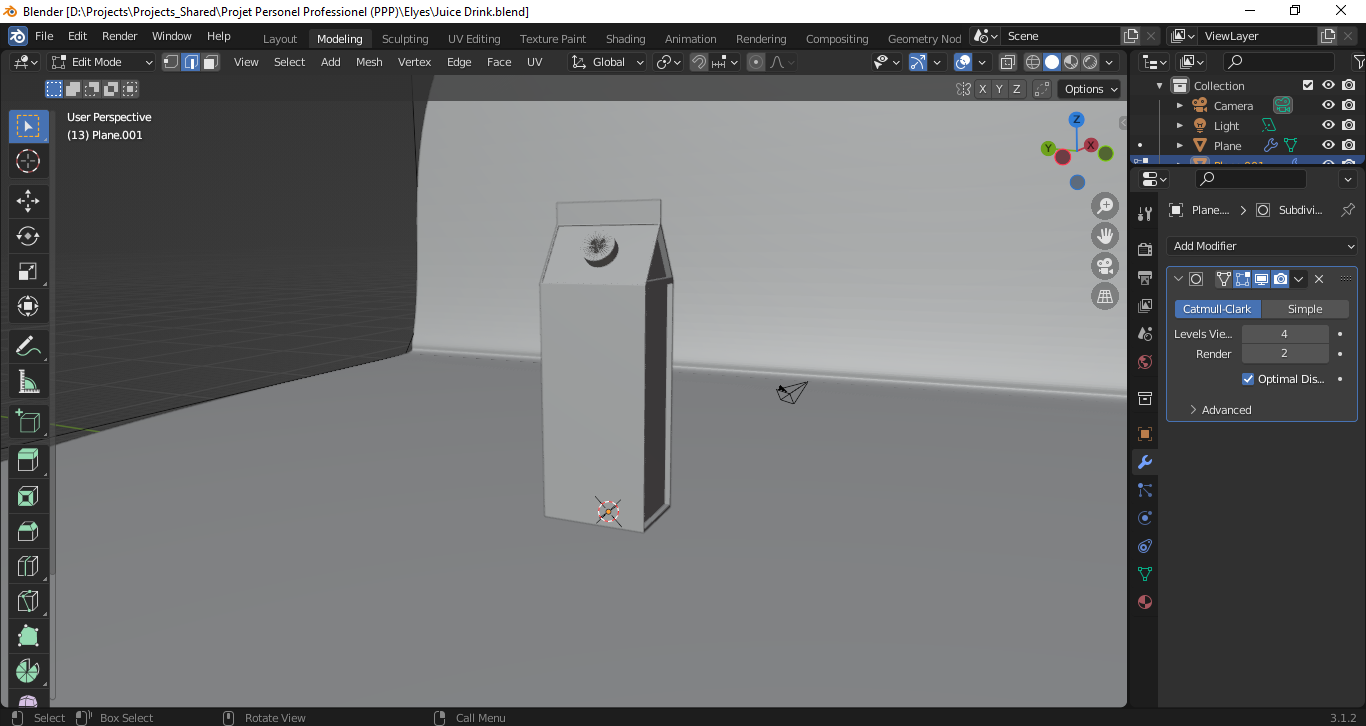 Blender [D:\Projects\Projects_Shared\Projet Personel Professionel (PPP)\Elyes\Juice Drink.blend]
File Edit Render Window Help Layout Modeling Sculpting UV Editing Texture Paint Shading Animation Rendering Compositing Geometry Nod Scene ViewLayer
Edit Mode View Select Add Mesh Vertex Edge Face UV Global
X Y Z Options
User Perspective
(13) Plane.001
Z
Y
X
Collection
Camera
Light
Plane
Plane.... Subdivi...
Add Modifier
Catmull-Clark Simple
Levels Vie... 4
Render 2
Optimal Dis...
Advanced
Select Box Select Rotate View Call Menu 3.1.2